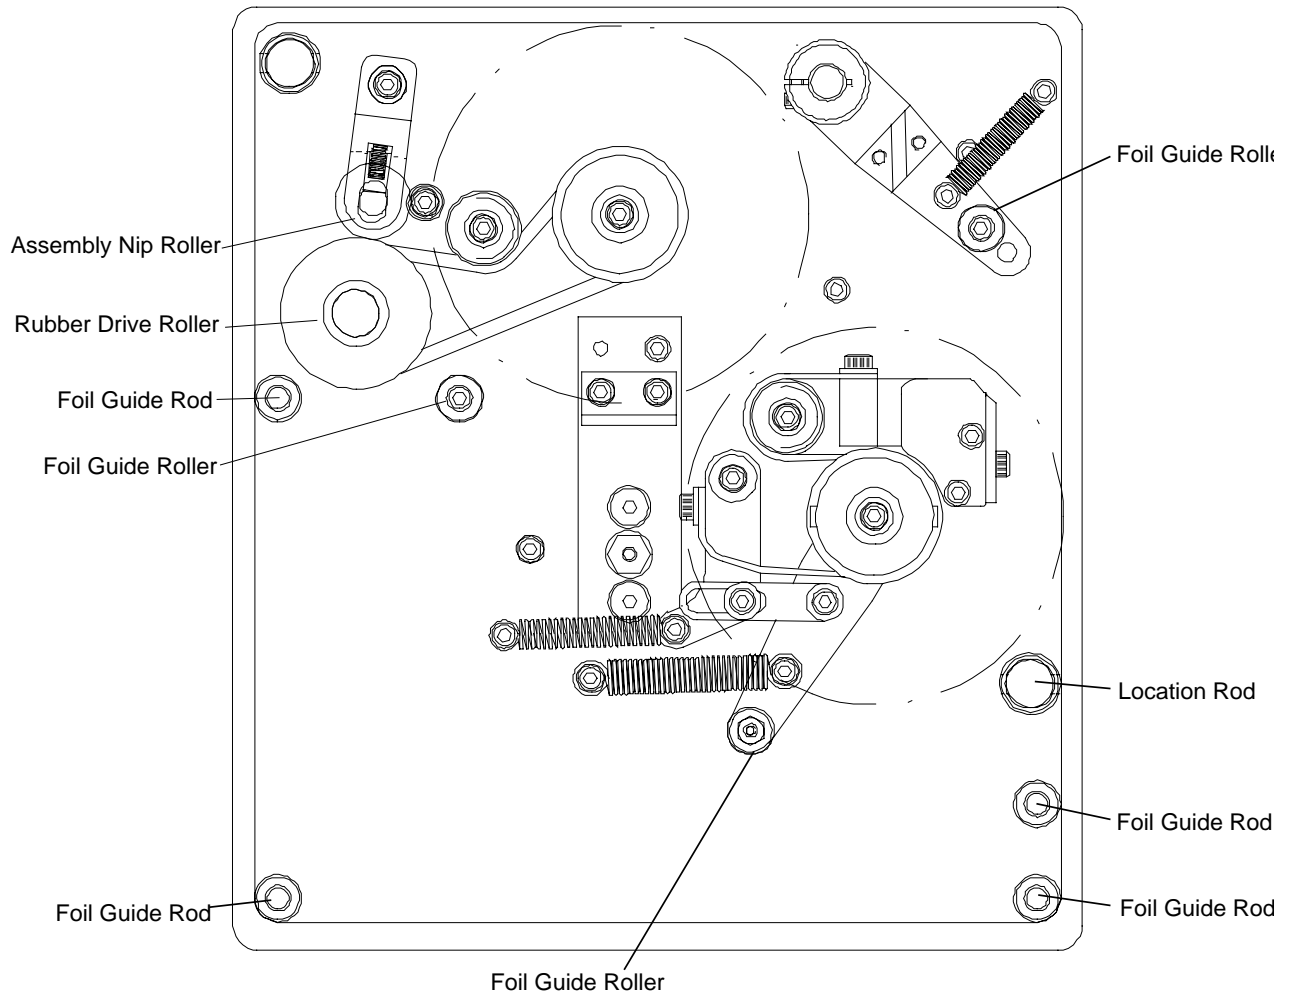 Foil Guide Rolle
Assembly Nip Roller
Rubber Drive Roller
Foil Guide Rod
Foil Guide Roller
Location Rod
Foil Guide Rod
Foil Guide Rod
Foil Guide Rod
Foil Guide Roller